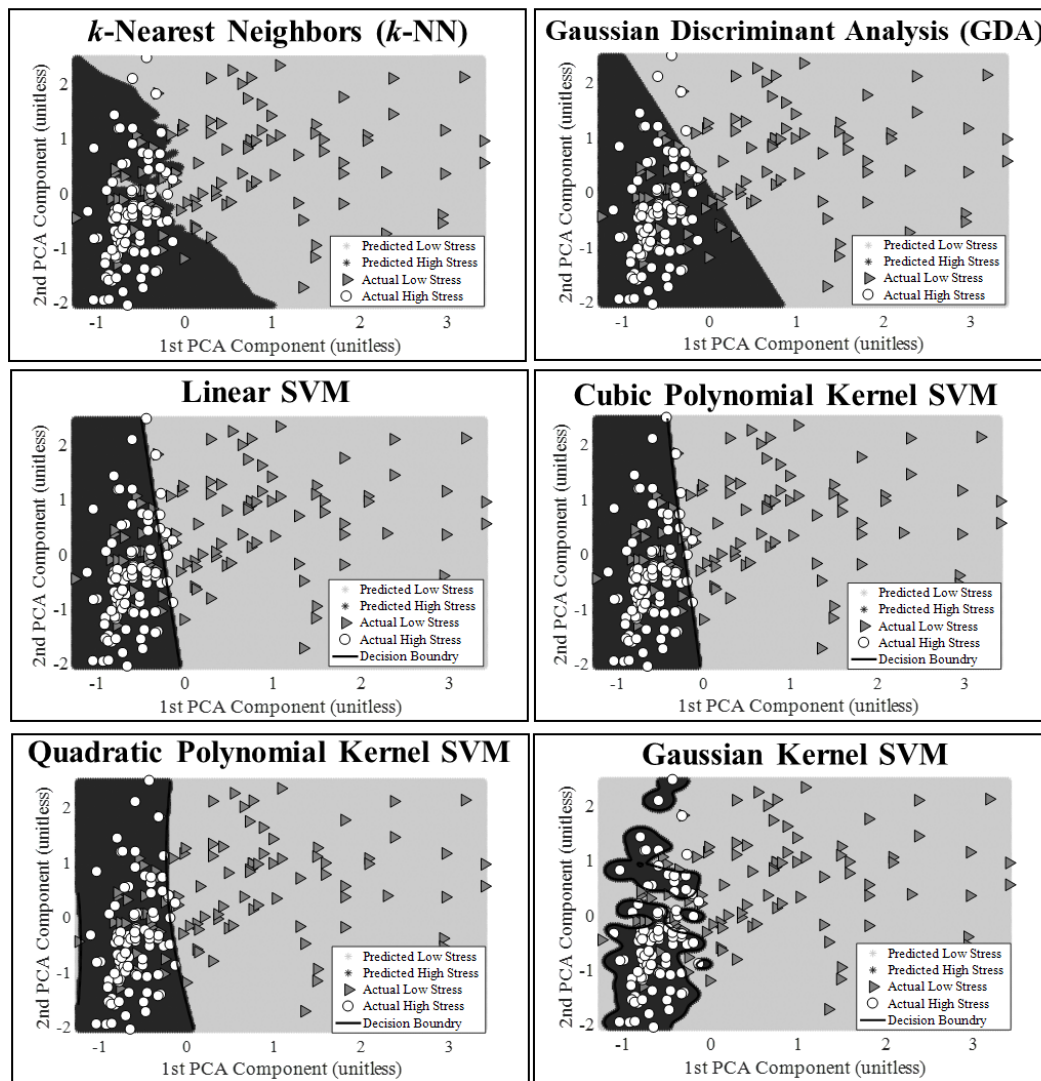 k-Nearest Neighbors (k-NN)
2nd PCA Component (unitless)
2
1
0
-1
-2
Predicted Low Stress
Predicted High Stress
Actual Low Stress
Actual High Stress
-1 0 1 2 3
1st PCA Component (unitless)
Gaussian Discriminant Analysis (GDA)
2nd PCA Component (unitless)
2
1
0
-1
-2
Predicted Low Stress
Predicted High Stress
Actual Low Stress
Actual High Stress
-1 0 1 2 3
1st PCA Component (unitless)
Linear SVM
2nd PCA Component (unitless)
2
1
0
-1
-2
Predicted Low Stress
Predicted High Stress
Actual Low Stress
Actual High Stress
Decision Boundry
-1 0 1 2 3
1st PCA Component (unitless)
Cubic Polynomial Kernel SVM
2nd PCA Component (unitless)
2
1
0
-1
-2
Predicted Low Stress
Predicted High Stress
Actual Low Stress
Actual High Stress
Decision Boundry
-1 0 1 2 3
1st PCA Component (unitless)
Quadratic Polynomial Kernel SVM
2nd PCA Component (unitless)
2
1
0
-1
-2
Predicted Low Stress
Predicted High Stress
Actual Low Stress
Actual High Stress
Decision Boundry
-1 0 1 2 3
1st PCA Component (unitless)
Gaussian Kernel SVM
2nd PCA Component (unitless)
2
1
0
-1
-2
Predicted Low Stress
Predicted High Stress
Actual Low Stress
Actual High Stress
Decision Boundry
-1 0 1 2 3
1st PCA Component (unitless)